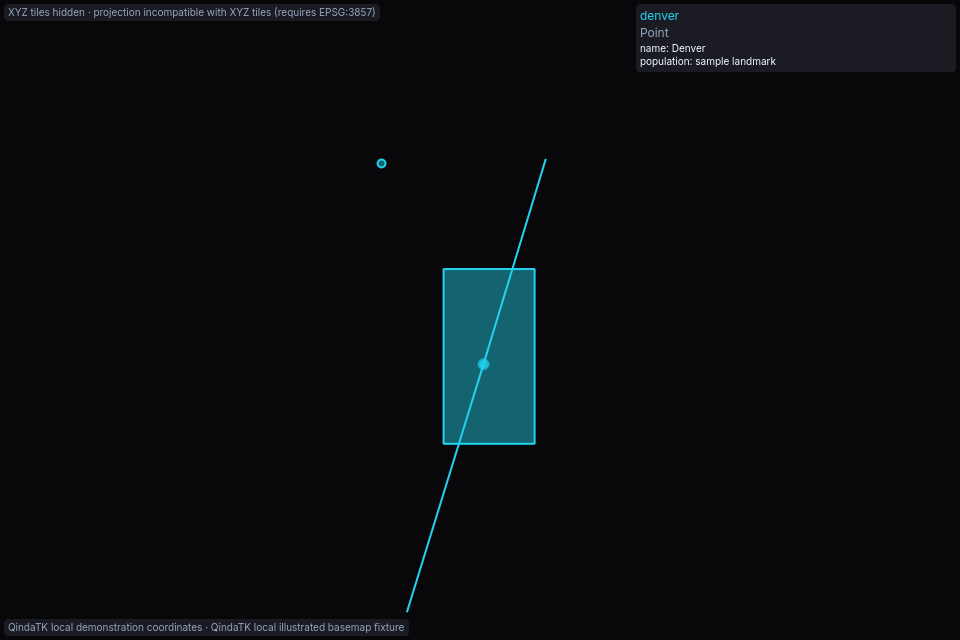 XYZ tiles hidden · projection incompatible with XYZ tiles (requires EPSG:3857)
denver
Point
name: Denver
population: sample landmark
QindaTK local demonstration coordinates · QindaTK local illustrated basemap fixture